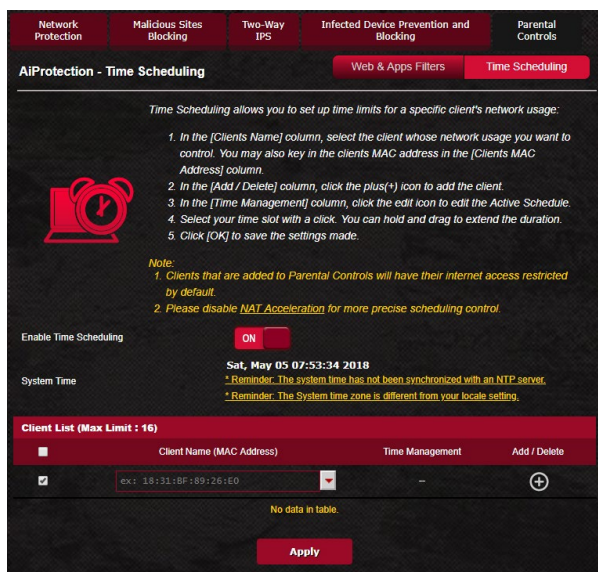 Network Protection
Malicious Sites Blocking
Two-Way IPS
Infected Device Prevention and Blocking
Parental Controls
AiProtection - Time Scheduling
Web & Apps Filters
Time Scheduling
Time Scheduling allows you to set up time limits for a specific client's network usage:
1. In the [Clients Name] column, select the client whose network usage you want to
control. You may also key in the clients MAC address in the [Clients MAC
Address] column.
2. In the [Add / Delete] column, click the plus(+) icon to add the client.
3. In the [Time Management] column, click the edit icon to edit the Active Schedule.
4. Select your time slot with a click. You can hold and drag to extend the duration.
5. Click [OK] to save the settings made.
Note:
1. Clients that are added to Parental Controls will have their internet access restricted
by default.
2. Please disable NAT Acceleration for more precise scheduling control.
Enable Time Scheduling
ON
System Time
Sat, May 05 07:53:34 2018
* Reminder: The system time has not been synchronized with an NTP server.
* Reminder: The System time zone is different from your locale setting.
Client List (Max Limit : 16)
Client Name (MAC Address)
Time Management
Add / Delete
ex: 18:31:BF:89:26:E0
–
No data in table.
Apply